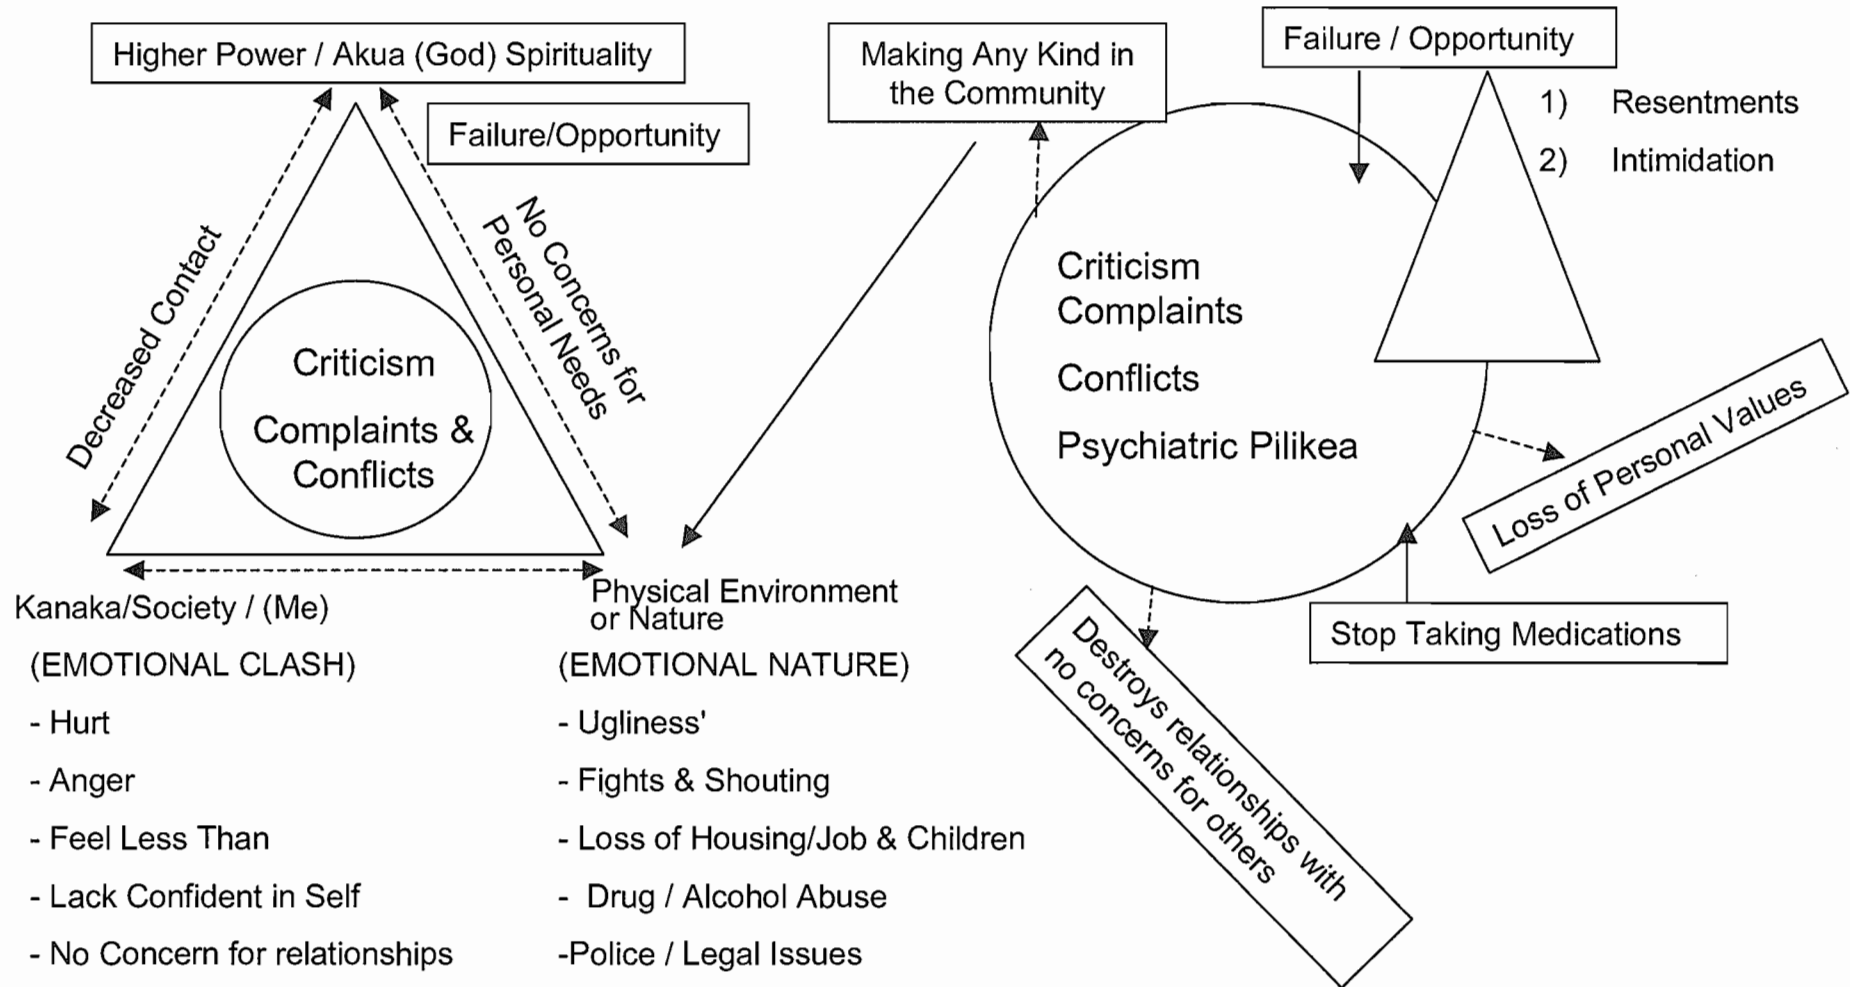 Higher Power / Akua (God) Spirituality
Failure/Opportunity
Decreased Contact
No Concerns for
Personal Needs
Criticism
Complaints &
Conflicts
Kanaka/Society / (Me)
(EMOTIONAL CLASH)
- Hurt
- Anger
- Feel Less Than
- Lack Confident in Self
- No Concern for relationships
Physical Environment
or Nature
(EMOTIONAL NATURE)
- Ugliness'
- Fights & Shouting
- Loss of Housing/Job & Children
- Drug / Alcohol Abuse
-Police / Legal Issues
Making Any Kind in
the Community
Failure / Opportunity
1) Resentments
2) Intimidation
Criticism
Complaints
Conflicts
Psychiatric Pilikea
Loss of Personal Values
Stop Taking Medications
Destroys relationships with
no concerns for others